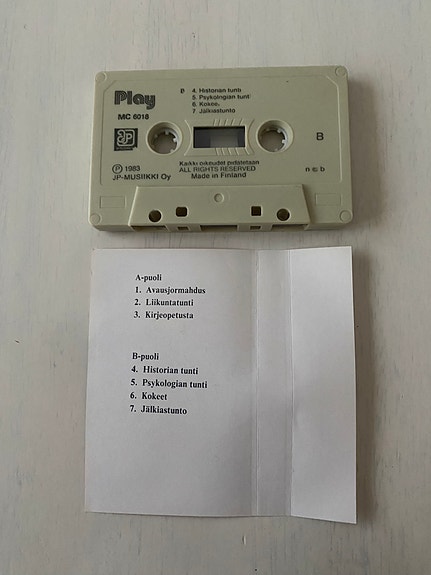 Play
MC 6018
B 4. Historian tunti
5. Psykologian tunti
6. Kokeet
7. Jälkiastunto
B
JP
Ⓟ 1983
JP-MUSIIKKI Oy
Kaikki oikeudet pidätetään
ALL RIGHTS RESERVED
Made in Finland
n c b
A-puoli
1. Avausjormahdus
2. Liikuntatunti
3. Kirjeopetusta
B-puoli
4. Historian tunti
5. Psykologian tunti
6. Kokeet
7. Jälkiastunto